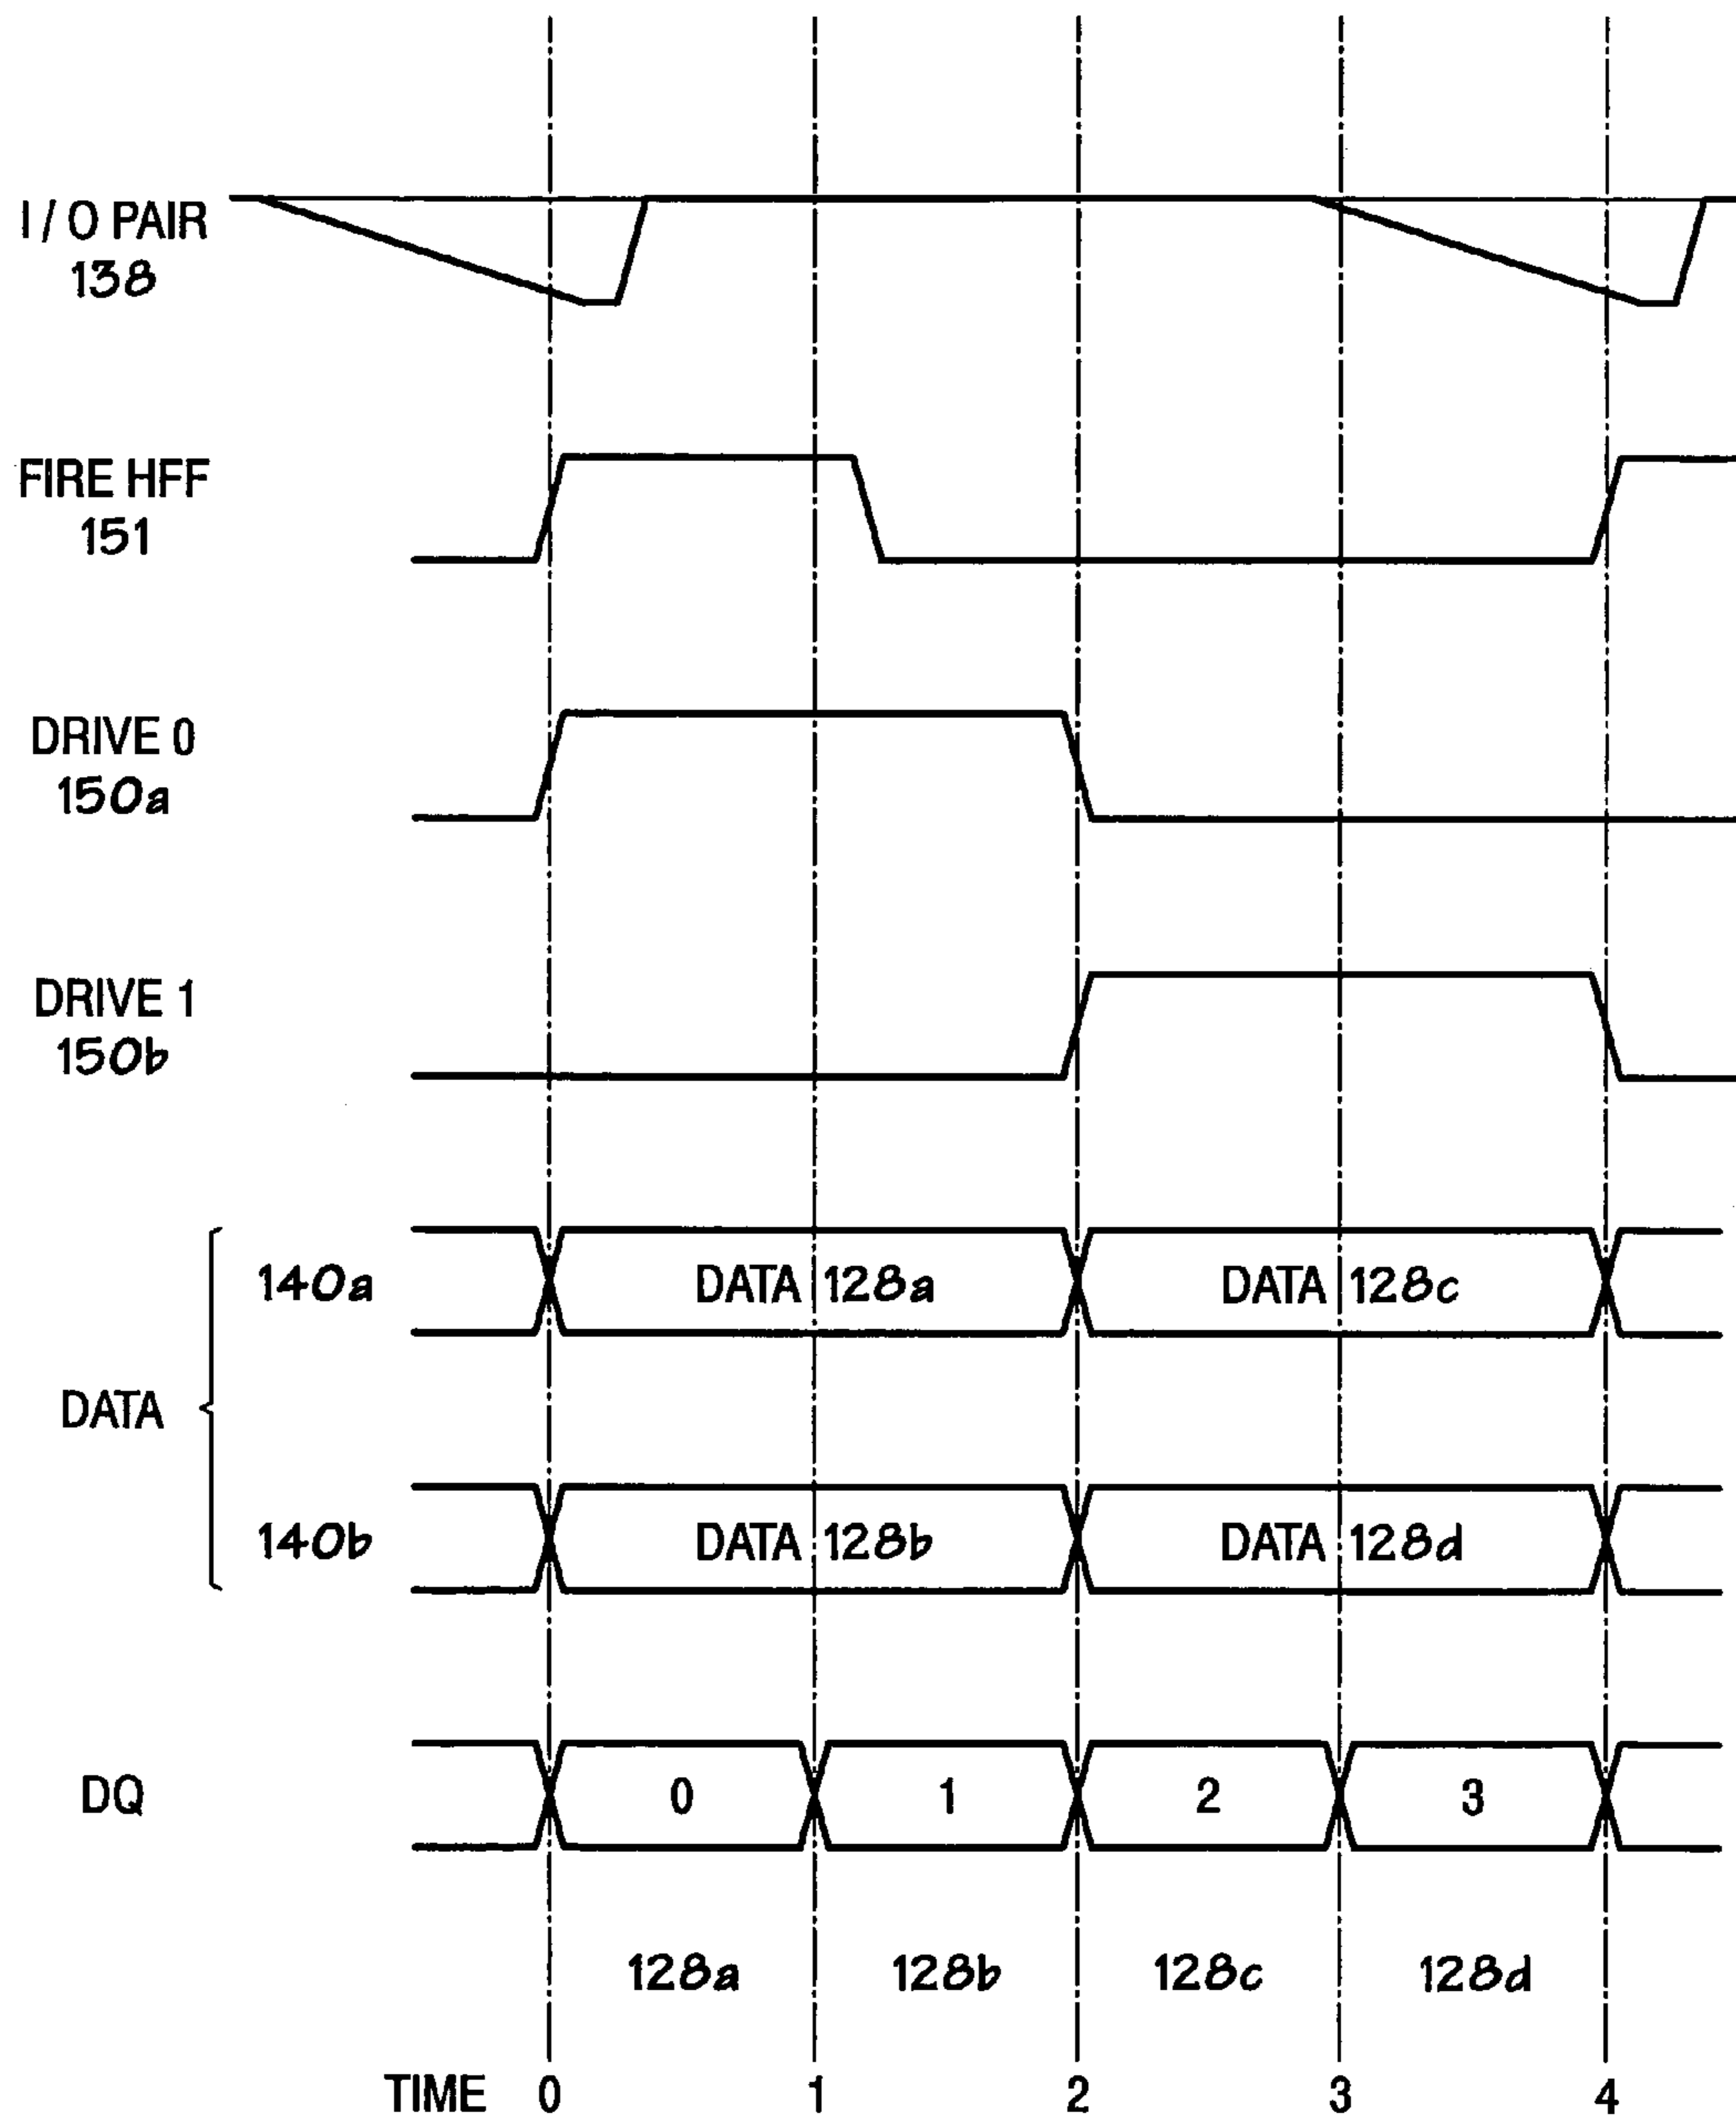 I / O PAIR
138
FIRE HFF
151
DRIVE 0
150a
DRIVE 1
150b
140a DATA 128a DATA 128c
DATA
140b DATA 128b DATA 128d
DQ 0 1 2 3
128a 128b 128c 128d
TIME 0 1 2 3 4